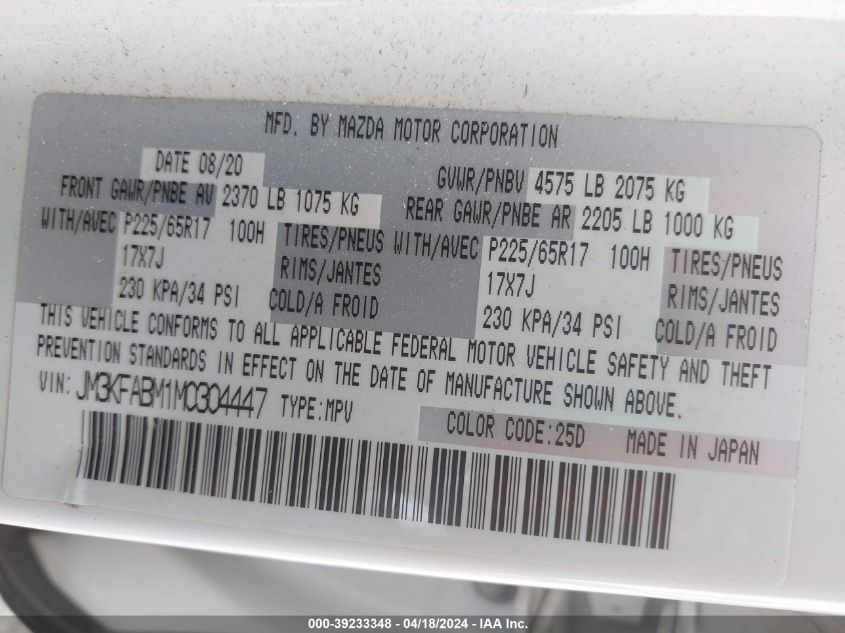 MFD. BY MAZDA MOTOR CORPORATION
DATE 08/20
GVWR/PNBV 4575 LB 2075 KG
FRONT GAWR/PNBE AV 2370 LB 1075 KG
REAR GAWR/PNBE AR 2205 LB 1000 KG
WITH/AVEC P225/65R17 100H TIRES/PNEUS WITH/AVEC P225/65R17 100H TIRES/PNEUS
17X7J RIMS/JANTES 17X7J RIMS/JANTES
230 KPA/34 PSI COLD/A FROID 230 KPA/34 PSI COLD/A FROID
THIS VEHICLE CONFORMS TO ALL APPLICABLE FEDERAL MOTOR VEHICLE SAFETY AND THEFT
PREVENTION STANDARDS IN EFFECT ON THE DATE OF MANUFACTURE SHOWN ABOVE.
VIN: JM3KFABM1M0304447 TYPE:MPV
COLOR CODE:25D MADE IN JAPAN
000-39233348 - 04/18/2024 - IAA Inc.